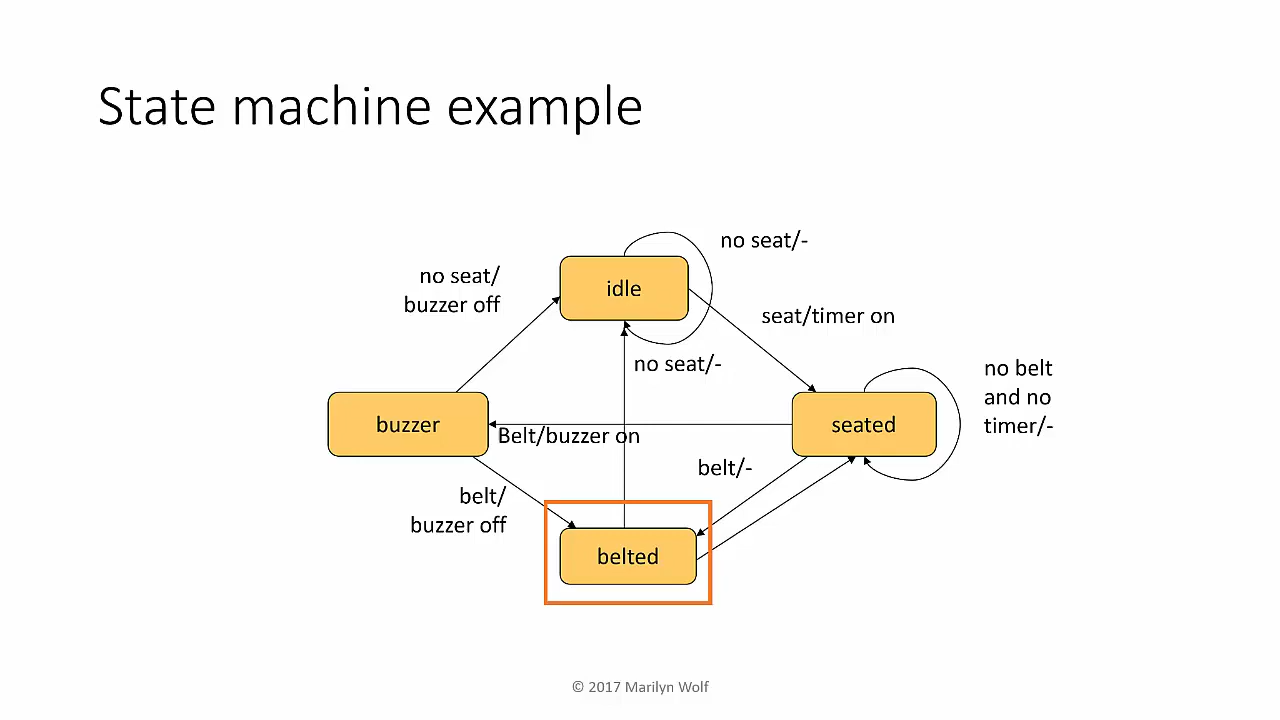 State machine example
no seat/-
no seat/
buzzer off
idle
seat/timer on
no seat/-
no belt
and no
timer/-
buzzer
seated
Belt/buzzer on
belt/-
belt/
buzzer off
belted
© 2017 Marilyn Wolf